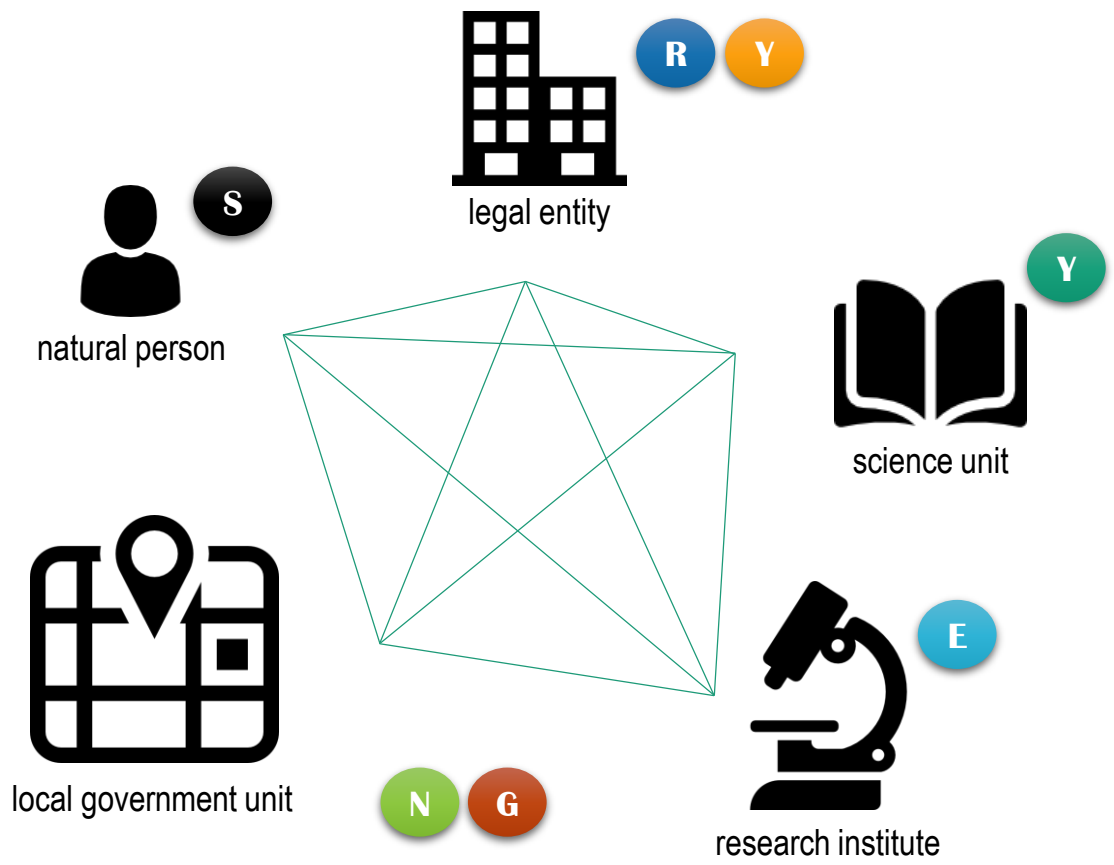 R Y
legal entity
S
natural person
Y
science unit
E
research institute
N G
local government unit